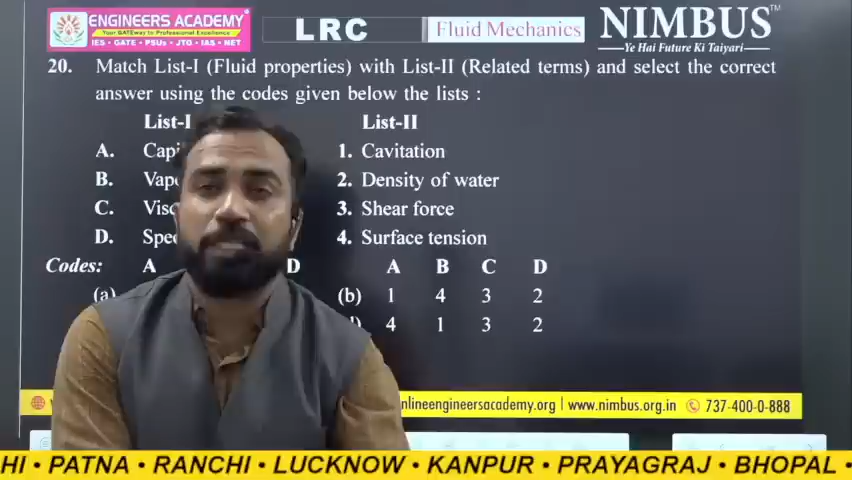 ENGINEERS ACADEMY
Your GATEway to Professional Excellence
IES • GATE • PSUs • JTO • IAS • NET
LRC
Fluid Mechanics
NIMBUS™
Ye Hai Future Ki Taiyari
20. Match List-I (Fluid properties) with List-II (Related terms) and select the correct
answer using the codes given below the lists :
List-I List-II
A. Capi 1. Cavitation
B. Vapo 2. Density of water
C. Visc 3. Shear force
D. Spec 4. Surface tension
Codes: A D A B C D
(a) (b) 1 4 3 2
4 1 3 2
nlineengineersacademy.org | www.nimbus.org.in 737-400-0-888
HI • PATNA • RANCHI • LUCKNOW • KANPUR • PRAYAGRAJ • BHOPAL •